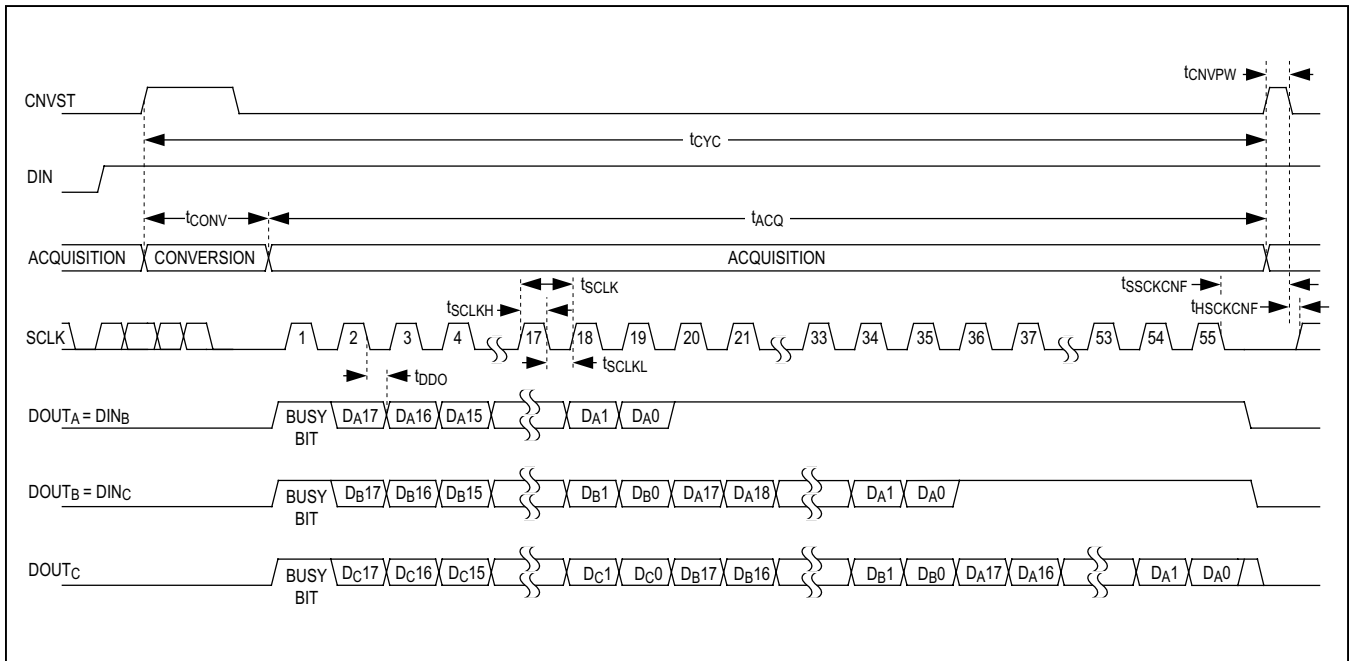 tCNVPW
CNVST
tCYC
DIN
tCONV
tACQ
ACQUISITION CONVERSION ACQUISITION
tSCLK
tSSCKCNF
tSCLKH
tHSCKCNF
SCLK 1 2 3 4 17 18 19 20 21 33 34 35 36 37 53 54 55
tSCLKL
tDDO
DOUTA = DINB BUSY BIT DA17 DA16 DA15 DA1 DA0
DOUTB = DINC BUSY BIT DB17 DB16 DB15 DB1 DB0 DA17 DA18 DA1 DA0
DOUTC BUSY BIT DC17 DC16 DC15 DC1 DC0 DB17 DB16 DB1 DB0 DA17 DA16 DA1 DA0